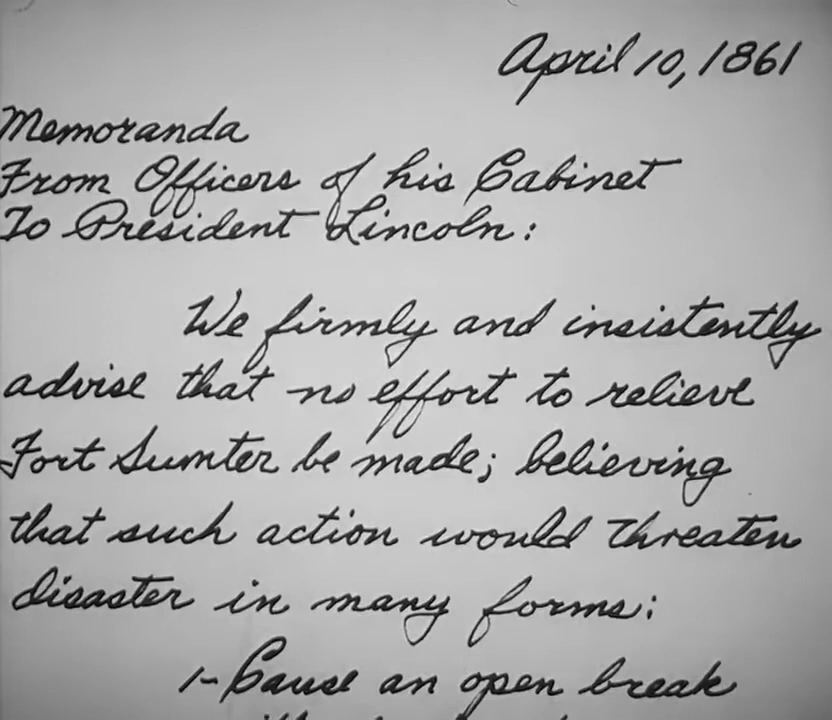 April 10, 1861
Memoranda
From Officers of his Cabinet
To President Lincoln:
We firmly and insistently
advise that no effort to relieve
Fort Sumter be made; believing
that such action would threaten
disaster in many forms:
1- Cause an open break